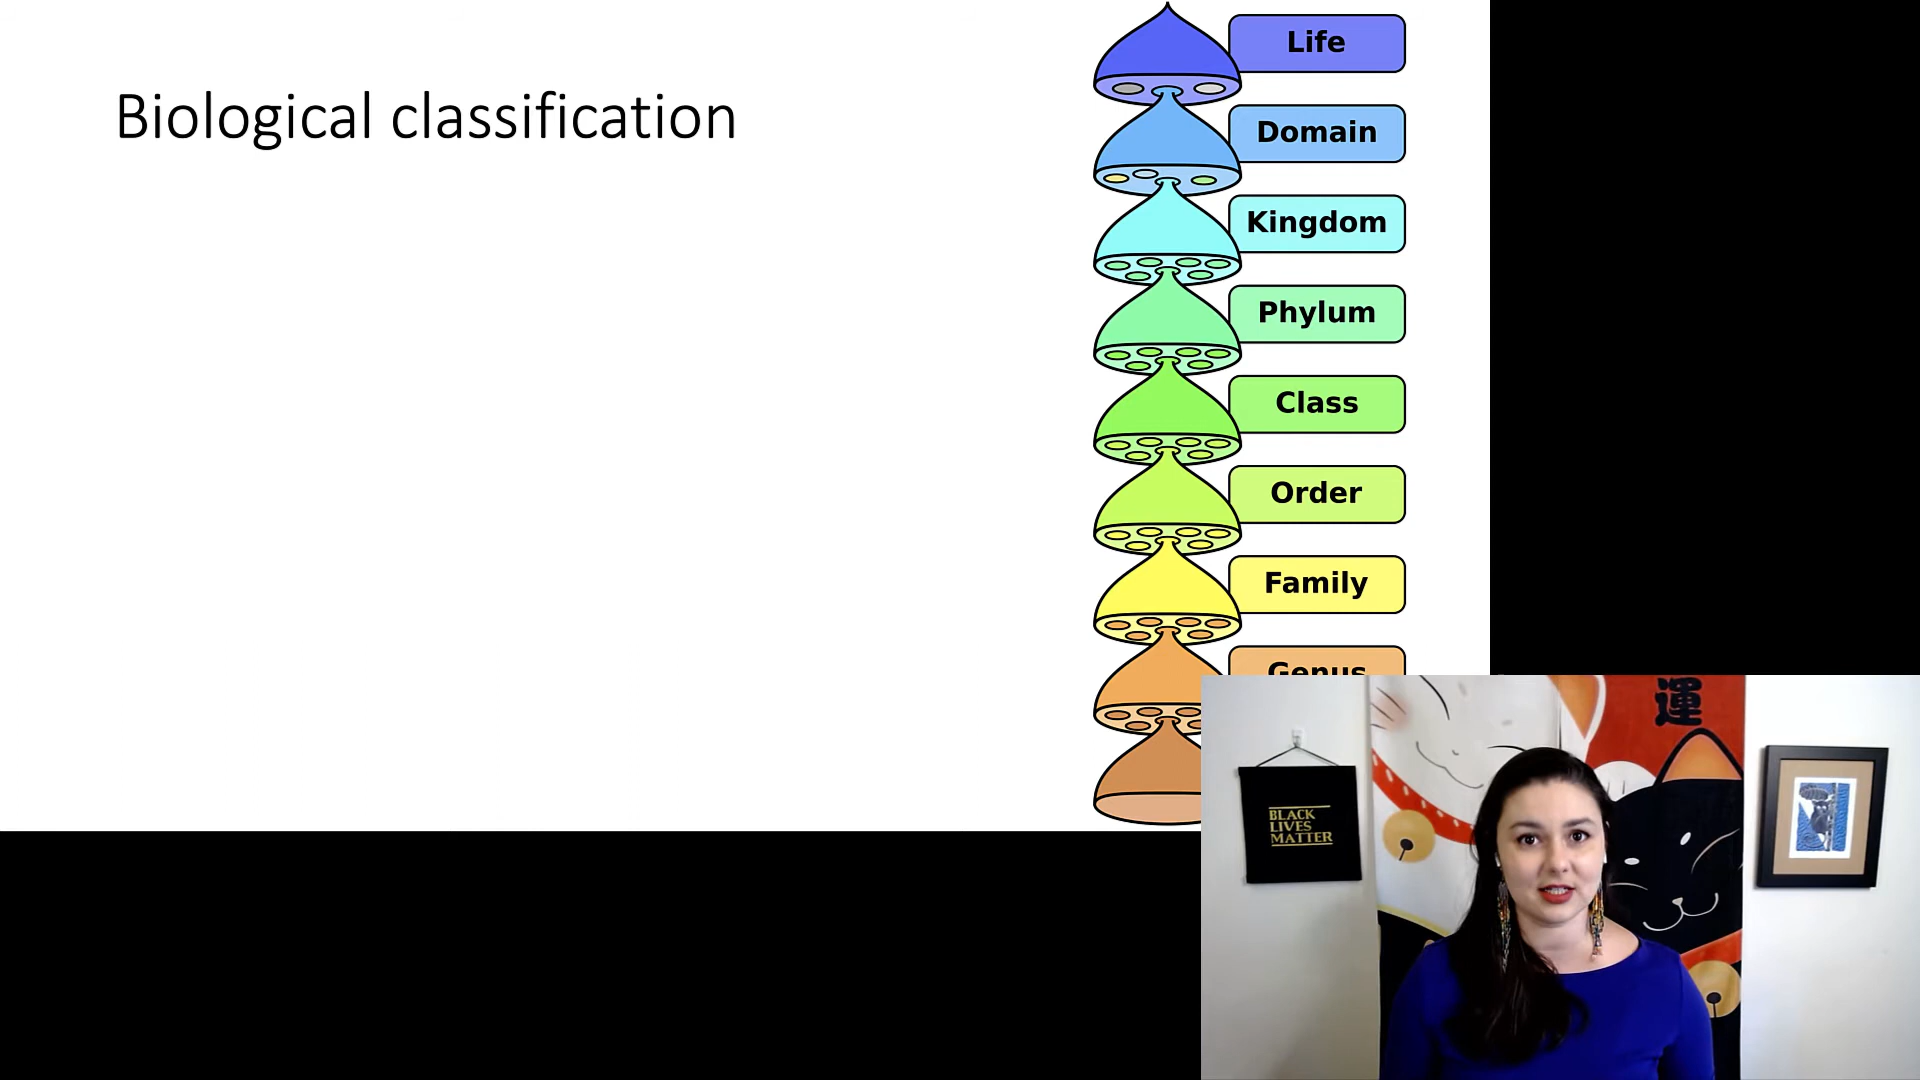 Biological classification
Life
Domain
Kingdom
Phylum
Class
Order
Family
Genus
運
BLACK
LIVES
MATTER